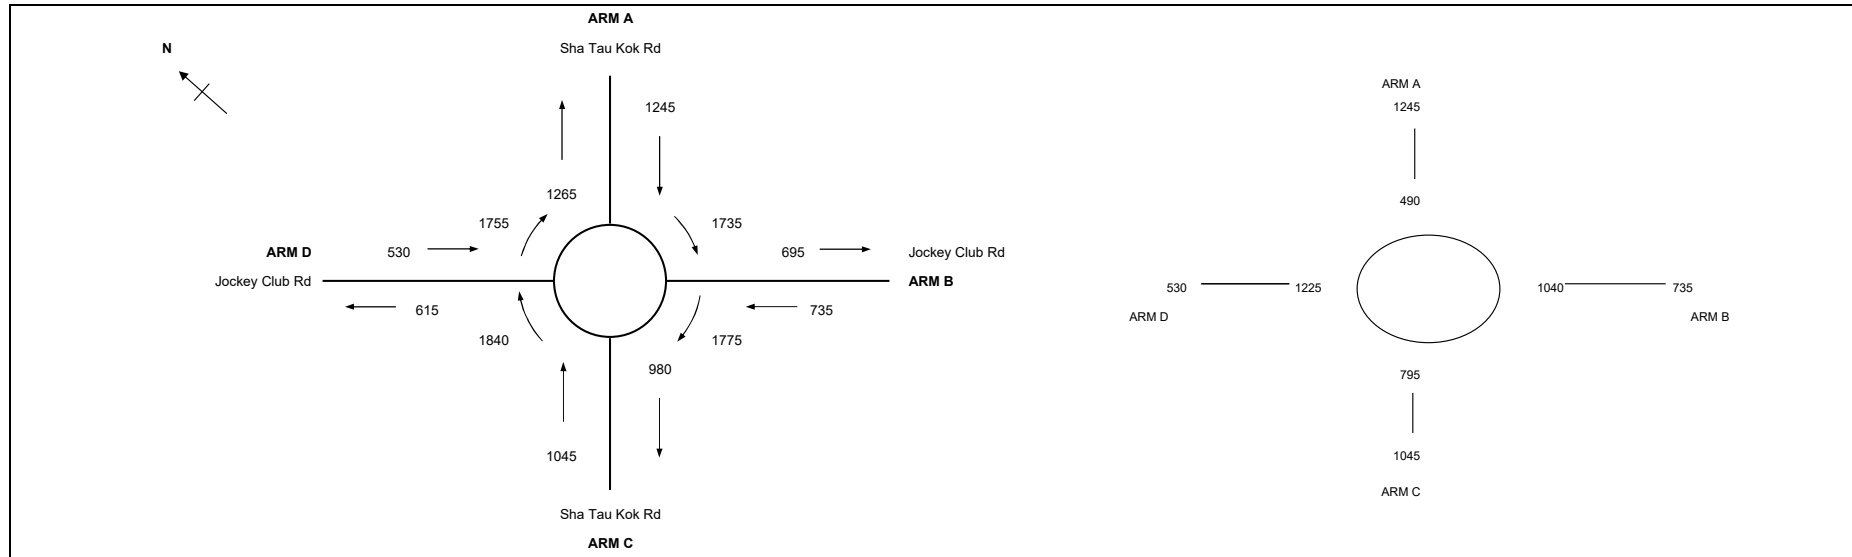 ARM A
N
Sha Tau Kok Rd
1245
1265
1755
1735
ARM D
530
695
Jockey Club Rd
Jockey Club Rd
ARM B
615
735
1840
1775
980
1045
Sha Tau Kok Rd
ARM C
ARM A
1245
490
530
1225
1040
735
ARM D
ARM B
795
1045
ARM C